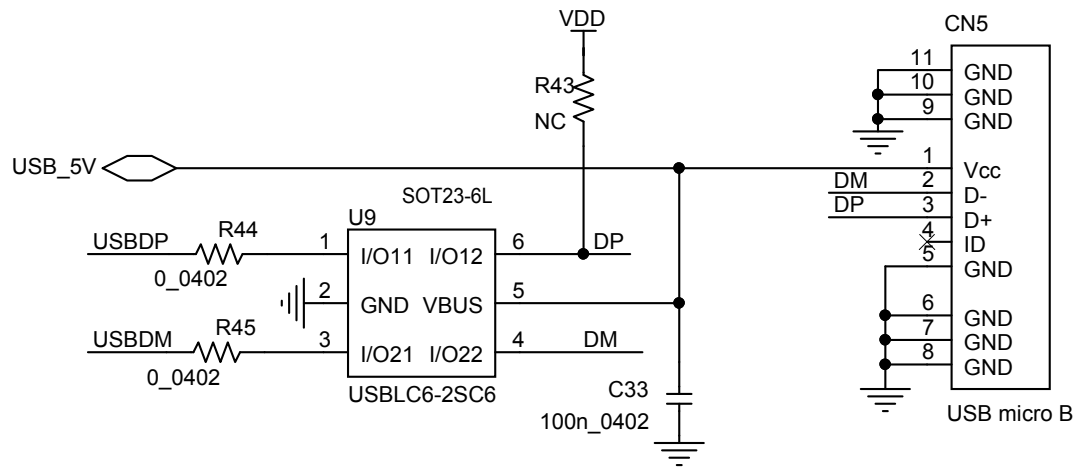 VDD
CN5
R43
NC
11 GND
10 GND
9 GND
USB_5V
1 Vcc
DM 2 D-
DP 3 D+
4 ID
5 GND
6 GND
7 GND
8 GND
USB micro B
SOT23-6L
U9
USBDP R44 1 I/O11 I/O12 6 DP
0_0402
2 GND VBUS 5
USBDM R45 3 I/O21 I/O22 4 DM
0_0402
USBLC6-2SC6
C33
100n_0402